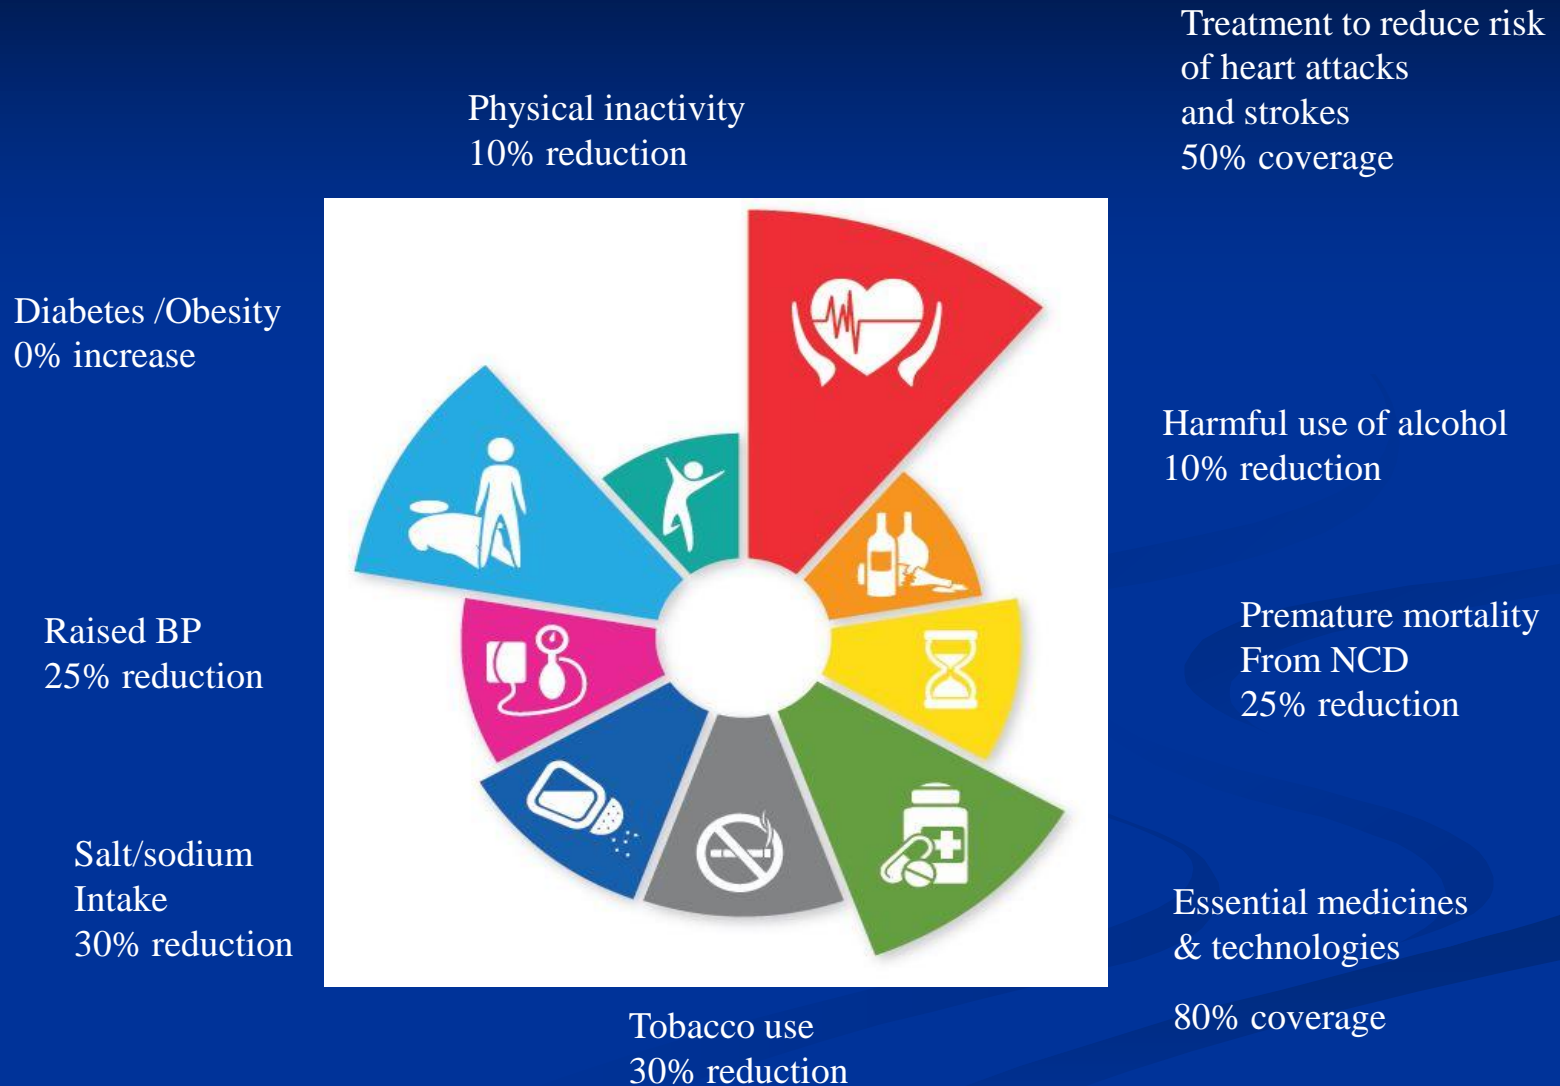 Treatment to reduce risk
of heart attacks
and strokes
50% coverage
Physical inactivity
10% reduction
Diabetes /Obesity
0% increase
Harmful use of alcohol
10% reduction
Raised BP
25% reduction
Premature mortality
From NCD
25% reduction
Salt/sodium
Intake
30% reduction
Essential medicines
& technologies
80% coverage
Tobacco use
30% reduction